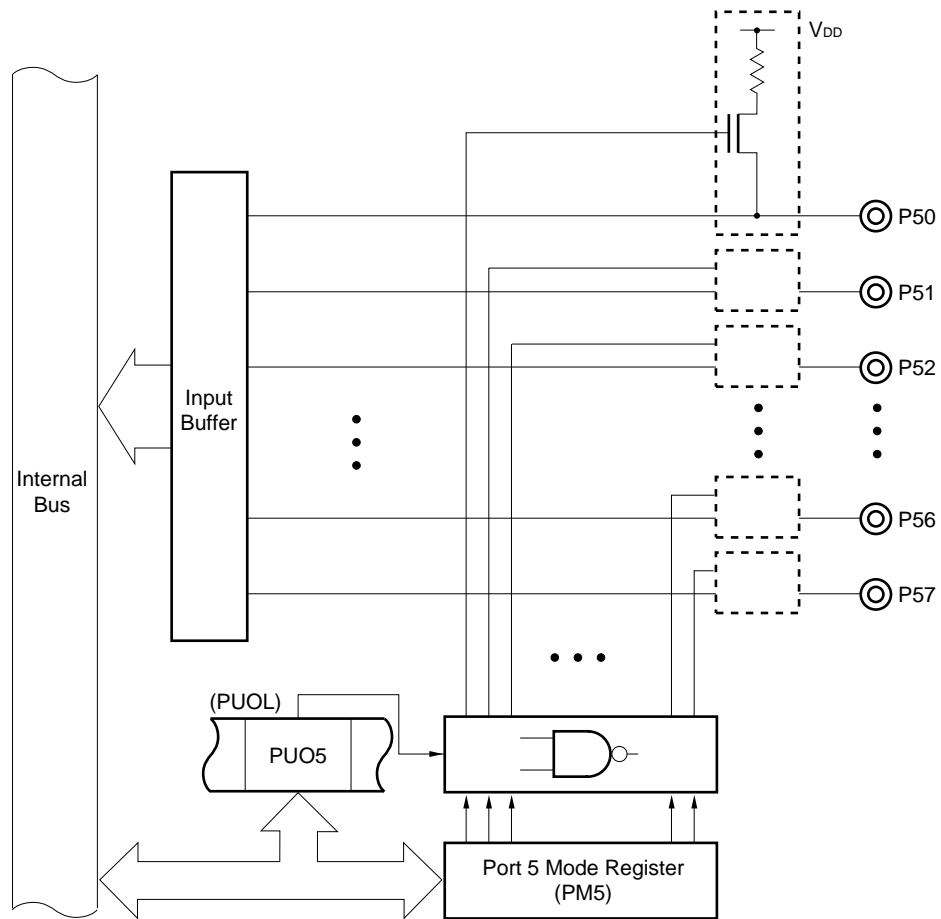 VDD
P50
P51
P52
Input
Buffer
Internal
Bus
P56
P57
(PUOL)
PUO5
Port 5 Mode Register
(PM5)